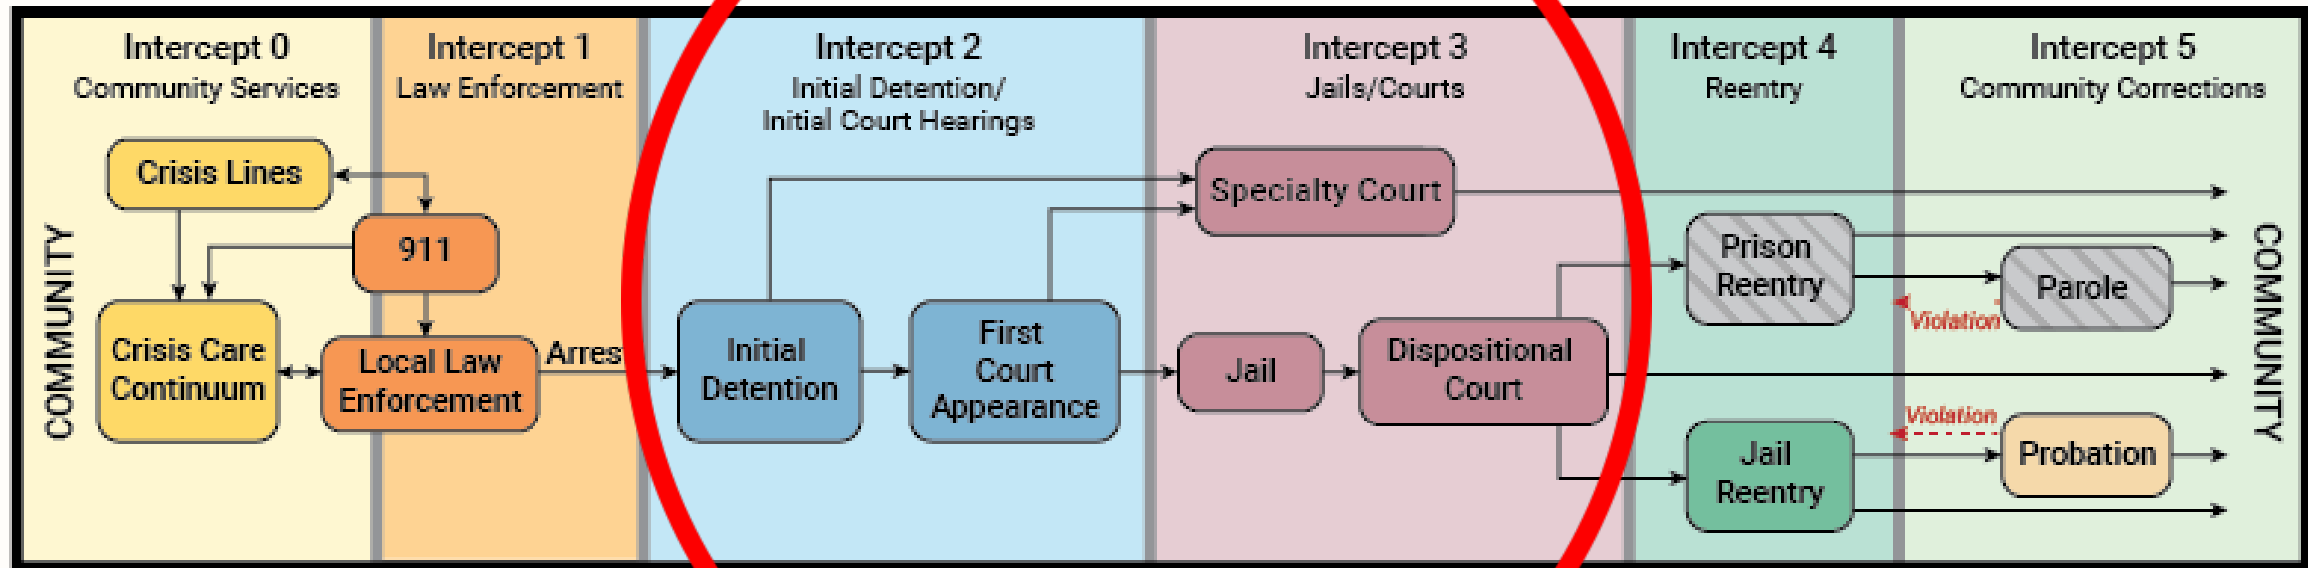 Intercept 0
Community Services
Intercept 1
Law Enforcement
Intercept 2
Initial Detention/
Initial Court Hearings
Intercept 3
Jails/Courts
Intercept 4
Reentry
Intercept 5
Community Corrections
COMMUNITY
Crisis Lines
911
Crisis Care
Continuum
Local Law
Enforcement
Arres
Initial
Detention
First
Court
Appearance
Specialty Court
Jail
Dispositional
Court
Prison
Reentry
Parole
Violation
Jail
Reentry
Violation
Probation
COMMUNITY